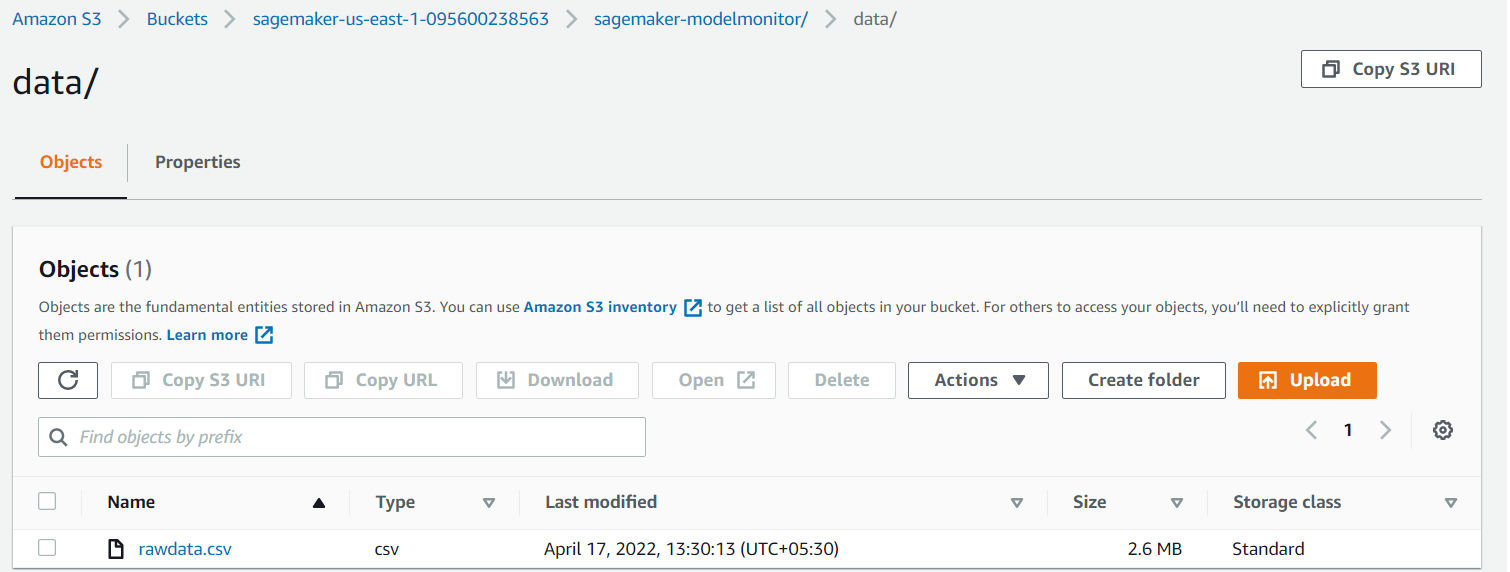 Amazon S3 Buckets sagemaker-us-east-1-095600238563 sagemaker-modelmonitor/ data/
data/
Copy S3 URI
Objects Properties
Objects (1)
Objects are the fundamental entities stored in Amazon S3. You can use Amazon S3 inventory to get a list of all objects in your bucket. For others to access your objects, you’ll need to explicitly grant
them permissions. Learn more
Copy S3 URI Copy URL Download Open Delete Actions Create folder Upload
Find objects by prefix
1
Name Type Last modified Size Storage class
rawdata.csv csv April 17, 2022, 13:30:13 (UTC+05:30) 2.6 MB Standard